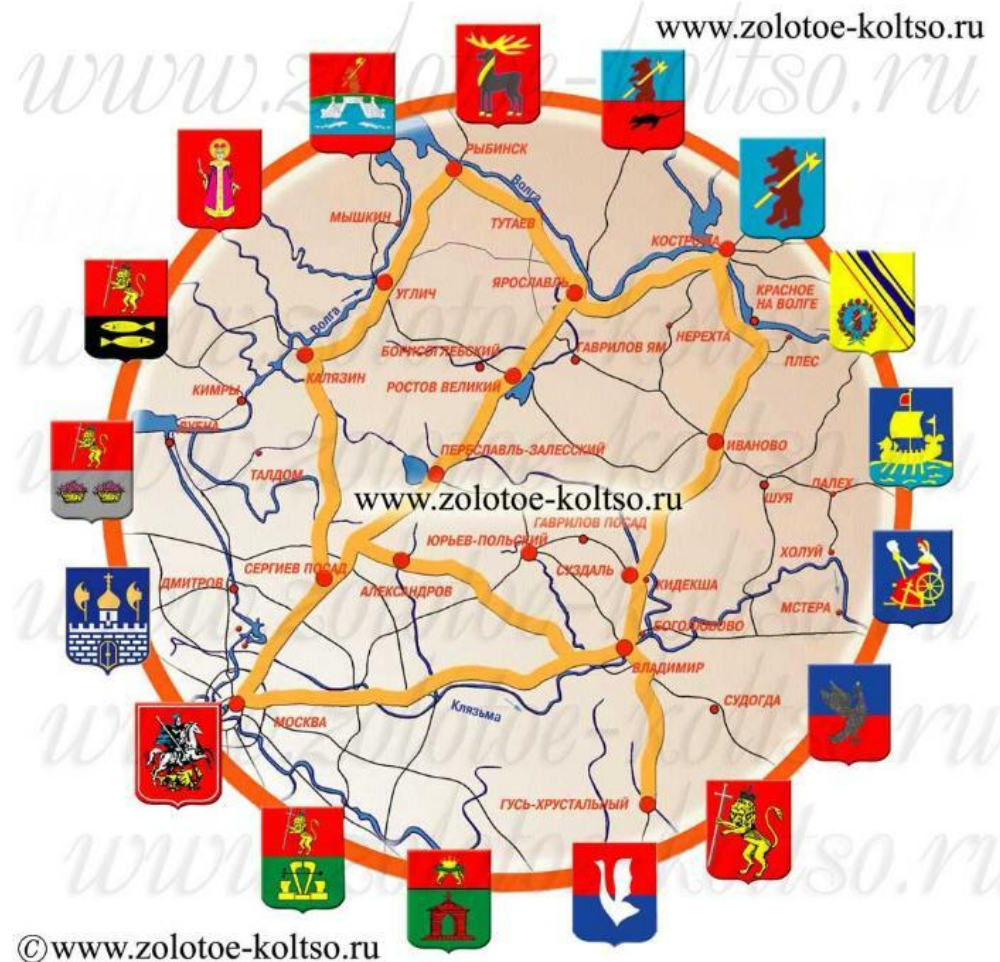 www.zolotoe-koltso.ru
www.zolotoe-koltso.ru
РЫБИНСК
Волга
МЫШКИН
ТУТАЕВ
КОСТРОМА
УГЛИЧ
ЯРОСЛАВЛЬ
КРАСНОЕ
НА ВОЛГЕ
Волга
НЕРЕХТА
БОРИСОГЛЕБСКИЙ
ГАВРИЛОВ ЯМ
ПЛЕС
КАЛЯЗИН
РОСТОВ ВЕЛИКИЙ
КИМРЫ
ДУБНА
ИВАНОВО
ПЕРЕСЛАВЛЬ-ЗАЛЕССКИЙ
ТАЛДОМ
ПАЛЕХ
ШУЯ
www.zolotoe-koltso.ru
ГАВРИЛОВ ПОСАД
ЮРЬЕВ-ПОЛЬСКИЙ
ХОЛУЙ
СЕРГИЕВ ПОСАД
СУЗДАЛЬ
ДМИТРОВ
АЛЕКСАНДРОВ
КИДЕКША
МСТЕРА
БОГОЛЮБОВО
ВЛАДИМИР
СУДОГДА
Клязьма
МОСКВА
ГУСЬ-ХРУСТАЛЬНЫЙ
©www.zolotoe-koltso.ru